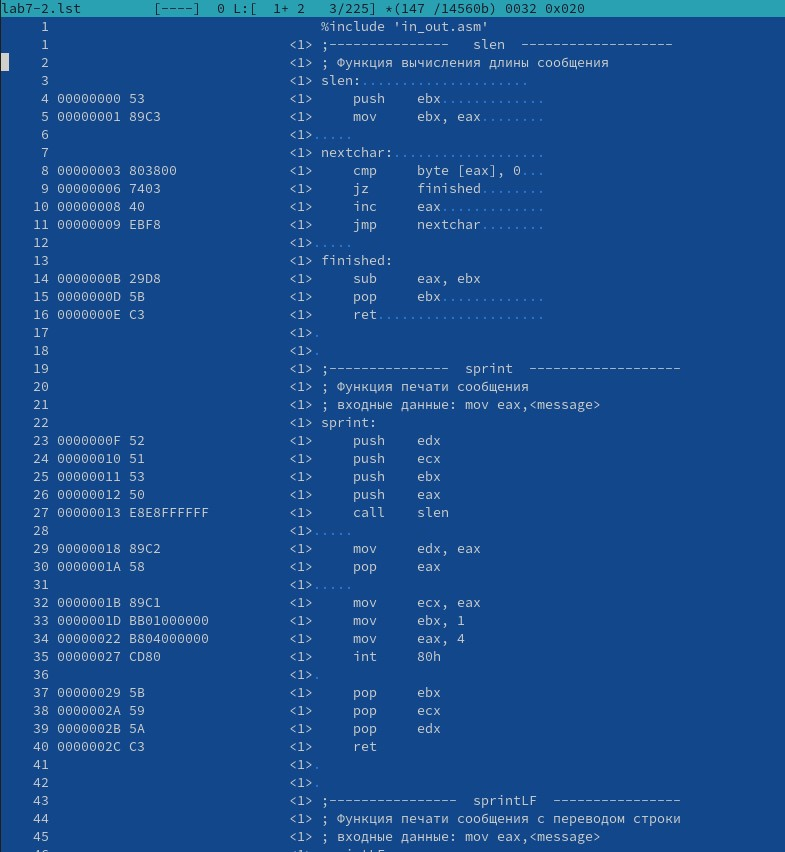 lab7-2.lst [----] 0 L:[ 1+ 2 3/225] *(147 /14560b) 0032 0x020
1 %include 'in_out.asm'
1 <1> ;--------------- slen -------------------
2 <1> ; Функция вычисления длины сообщения
3 <1> slen:.....................
4 00000000 53 <1> push ebx.............
5 00000001 89C3 <1> mov ebx, eax........
6 <1>.....
7 <1> nextchar:...................
8 00000003 803800 <1> cmp byte [eax], 0...
9 00000006 7403 <1> jz finished........
10 00000008 40 <1> inc eax.............
11 00000009 EBF8 <1> jmp nextchar........
12 <1>.....
13 <1> finished:
14 0000000B 29D8 <1> sub eax, ebx
15 0000000D 5B <1> pop ebx.............
16 0000000E C3 <1> ret.....................
17 <1>.
18 <1>.
19 <1> ;--------------- sprint -------------------
20 <1> ; Функция печати сообщения
21 <1> ; входные данные: mov eax,<message>
22 <1> sprint:
23 0000000F 52 <1> push edx
24 00000010 51 <1> push ecx
25 00000011 53 <1> push ebx
26 00000012 50 <1> push eax
27 00000013 E8E8FFFFFF <1> call slen
28 <1>.....
29 00000018 89C2 <1> mov edx, eax
30 0000001A 58 <1> pop eax
31 <1>.....
32 0000001B 89C1 <1> mov ecx, eax
33 0000001D BB01000000 <1> mov ebx, 1
34 00000022 B804000000 <1> mov eax, 4
35 00000027 CD80 <1> int 80h
36 <1>.
37 00000029 5B <1> pop ebx
38 0000002A 59 <1> pop ecx
39 0000002B 5A <1> pop edx
40 0000002C C3 <1> ret
41 <1>.
42 <1>.
43 <1> ;---------------- sprintLF ----------------
44 <1> ; Функция печати сообщения с переводом строки
45 <1> ; входные данные: mov eax,<message>